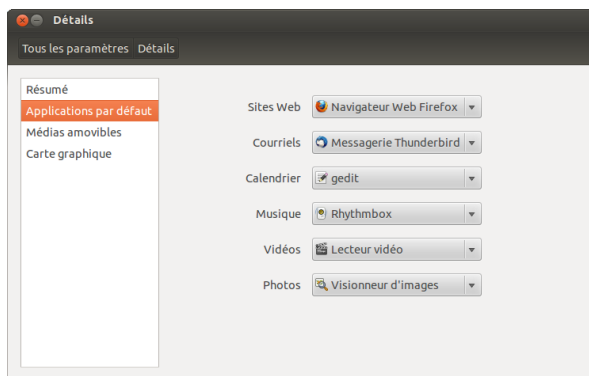 Détails
Tous les paramètres Détails
Résumé
Applications par défaut
Médias amovibles
Carte graphique
Sites Web Navigateur Web Firefox
Courriels Messagerie Thunderbird
Calendrier gedit
Musique Rhythmbox
Vidéos Lecteur vidéo
Photos Visionneur d'images